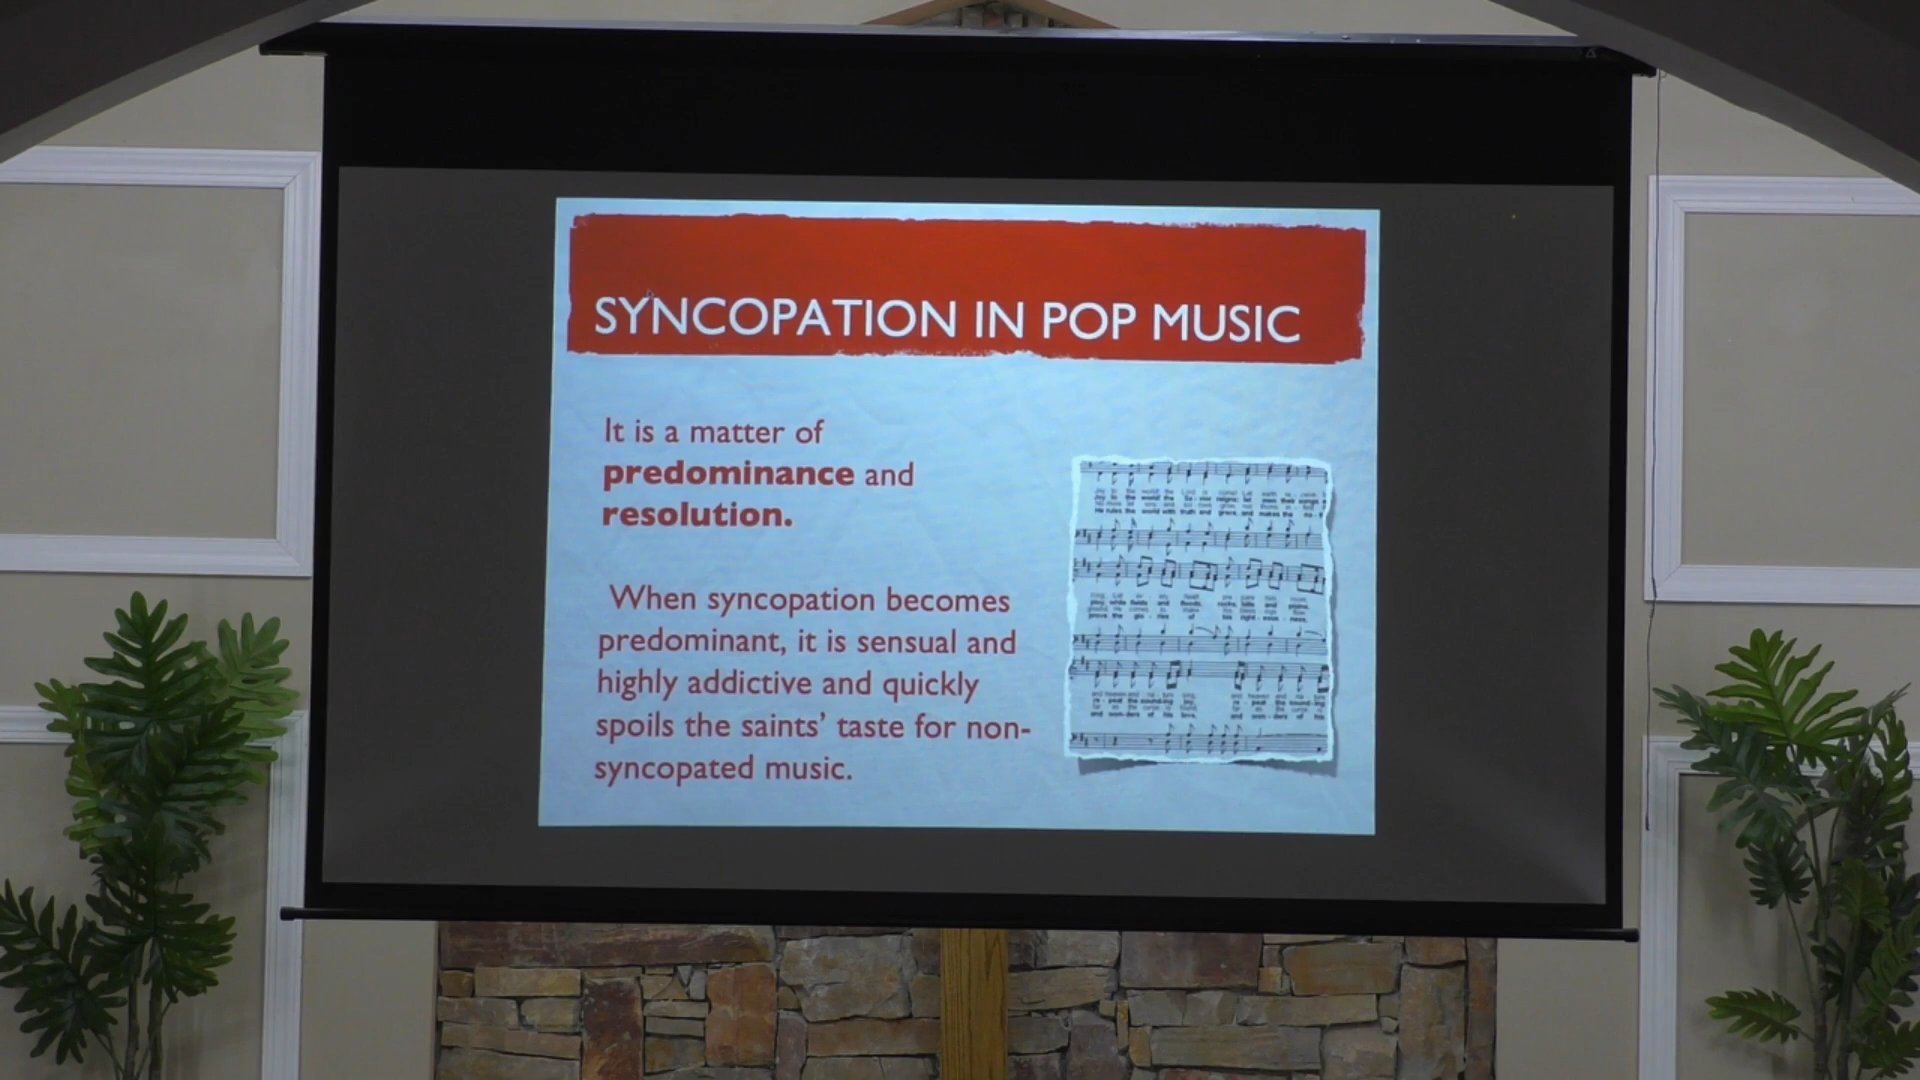 SYNCOPATION IN POP MUSIC
It is a matter of
predominance and
resolution.
When syncopation becomes
predominant, it is sensual and
highly addictive and quickly
spoils the saints' taste for non-
syncopated music.